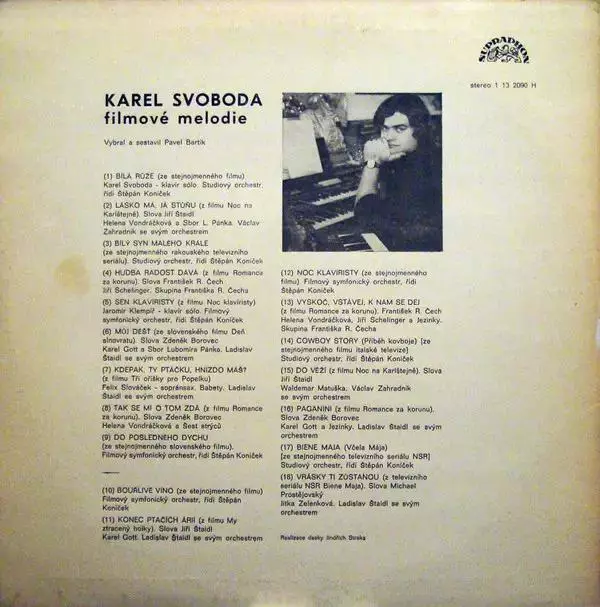 SUPRAPHON
stereo 1 13 2090 H
KAREL SVOBODA
filmové melodie
Vybral a sestavil Pavel Bartík
(1) BÍLÁ RŮŽE (ze stejnojmenného filmu)
Karel Svoboda - klavír sólo. Studiový orchestr,
řídí Štěpán Koníček
(2) LÁSKO MÁ, JÁ STŮŇU (z filmu Noc na
Karlštejně). Slova Jiří Štaidl
Helena Vondráčková a Sbor L. Pánka. Václav
Zahradník se svým orchestrem
(3) BÍLÝ SYN MALÉHO KRÁLE
(ze stejnojmenného rakouského televizního
seriálu). Studiový orchestr, řídí Štěpán Koníček
(4) HUDBA RADOST DÁVÁ (z filmu Romance
za korunu). Slova František R. Čech
Jiří Schelinger. Skupina Františka R. Čecha
(5) SEN KLAVÍRISTY (z filmu Noc klavíristy)
Jaromír Klempíř - klavír sólo. Filmový
symfonický orchestr, řídí Štěpán Koníček
(6) MŮJ DÉŠŤ (ze slovenského filmu Deň
slnovratu). Slova Zdeněk Borovec
Karel Gott a Sbor Lubomíra Pánka. Ladislav
Štaidl se svým orchestrem
(7) KDEPAK, TY PTÁČKU, HNÍZDO MÁŠ?
(z filmu Tři oříšky pro Popelku)
Felix Slováček - sopránsax. Babety. Ladislav
Štaidl se svým orchestrem
(8) TAK SE MI O TOM ZDÁ (z filmu Romance
za korunu). Slova Zdeněk Borovec
Helena Vondráčková a Šest strýců
(9) DO POSLEDNÉHO DYCHU
(ze stejnojmenného slovenského filmu).
Filmový symfonický orchestr, řídí Štěpán Koníček
(10) BOUŘLIVÉ VÍNO (ze stejnojmenného filmu)
Filmový symfonický orchestr, řídí Štěpán
Koníček
(11) KONEC PTAČÍCH ÁRIÍ (z filmu My
ztracený holky). Slova Jiří Štaidl
Karel Gott. Ladislav Štaidl se svým orchestrem
(12) NOC KLAVÍRISTY (ze stejnojmenného
filmu). Filmový symfonický orchestr, řídí
Štěpán Koníček
(13) VYSKOČ, VSTÁVEJ, K NÁM SE DEJ
(z filmu Romance za korunu). František R. Čech
Helena Vondráčková, Jiří Schelinger a Jezinky.
Skupina Františka R. Čecha
(14) COWBOY STORY (Příběh kovboje) [ze
stejnojmenného filmu italské televize]
Studiový orchestr, řídí Štěpán Koníček
(15) DO VĚŽÍ (z filmu Noc na Karlštejně). Slova
Jiří Štaidl
Waldemar Matuška. Václav Zahradník
se svým orchestrem
(16) PAGANINI (z filmu Romance za korunu).
Slova Zdeněk Borovec
Karel Gott a Jezinky. Ladislav Štaidl se svým
orchestrem
(17) BIENE MAJA (Včela Mája)
[ze stejnojmenného televizního seriálu NSR]
Studiový orchestr, řídí Štěpán Koníček
(18) VRÁSKY TI ZŮSTANOU (z televizního
seriálu NSR Biene Maja). Slova Michael
Prostějovský
Jitka Zelenková. Ladislav Štaidl se svým
orchestrem
Realizace desky Jindřich Straka